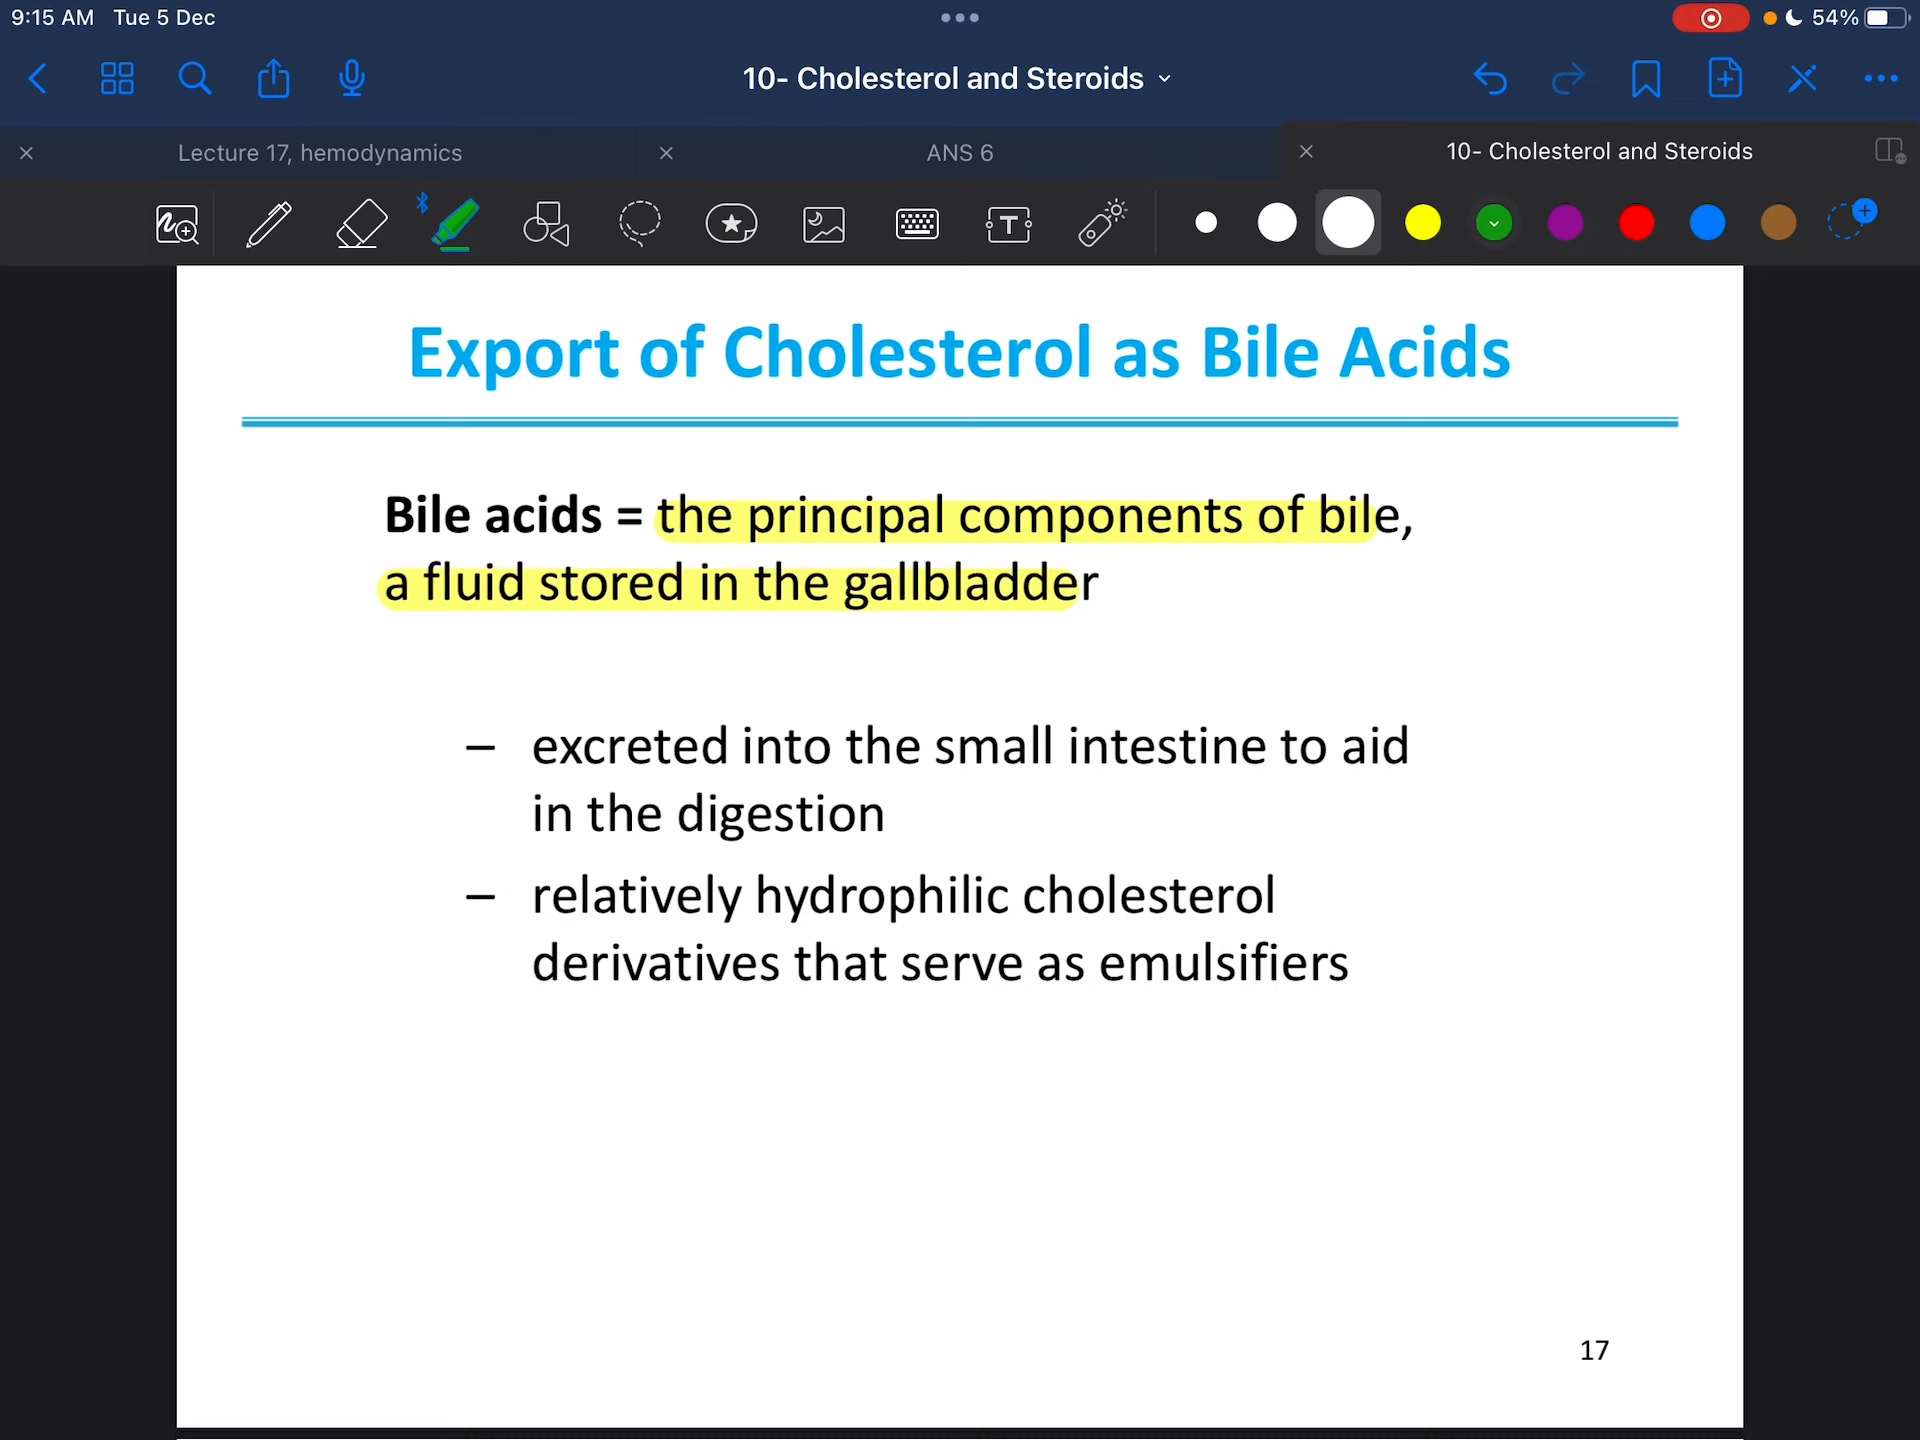 9:15 AM Tue 5 Dec
54%
10- Cholesterol and Steroids
Lecture 17, hemodynamics
ANS 6
10- Cholesterol and Steroids
T
Export of Cholesterol as Bile Acids
Bile acids = the principal components of bile,
a fluid stored in the gallbladder
– excreted into the small intestine to aid
in the digestion
– relatively hydrophilic cholesterol
derivatives that serve as emulsifiers
17